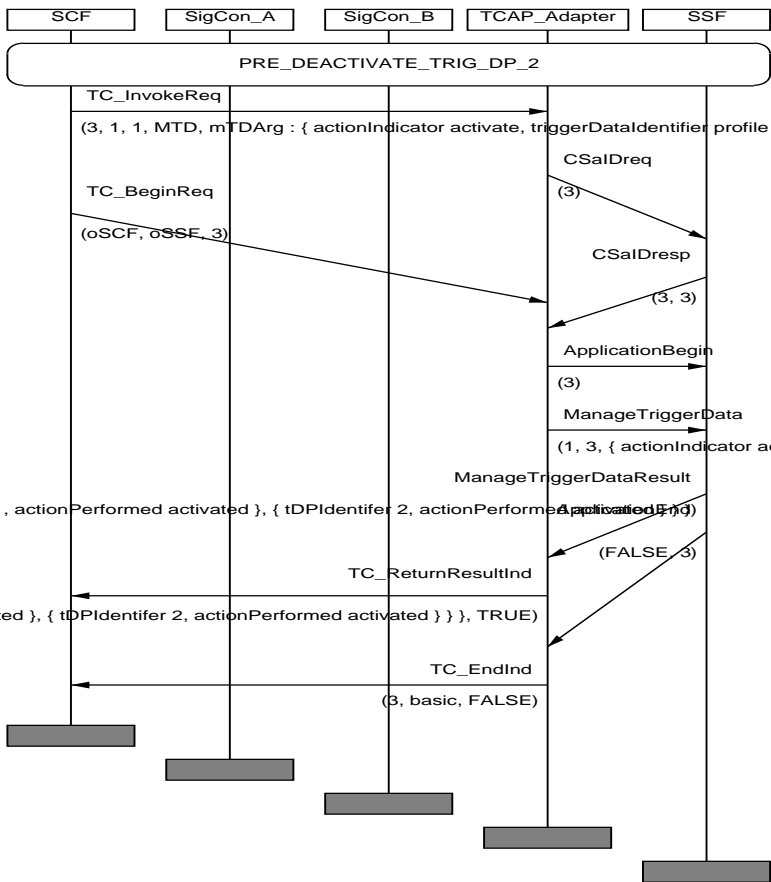 SCF SigCon_A SigCon_B TCAP_Adapter SSF
PRE_DEACTIVATE_TRIG_DP_2
TC_InvokeReq
(3, 1, 1, MTD, mTDArg : { actionIndicator activate, triggerDataIdentifier profile
CSaIDreq
(3)
TC_BeginReq
(oSCF, oSSF, 3)
CSaIDresp
(3, 3)
ApplicationBegin
(3)
ManageTriggerData
(1, 3, { actionIndicator a
ManageTriggerDataResult
, actionPerformed activated }, { tDPIdentifer 2, actionPerformed activated } } })
ApplicationEnd
(FALSE, 3)
TC_ReturnResultInd
ed }, { tDPIdentifer 2, actionPerformed activated } } }, TRUE)
TC_EndInd
(3, basic, FALSE)